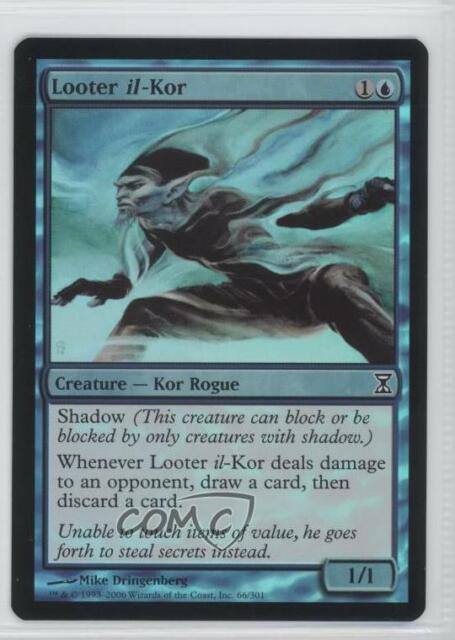 Looter il-Kor
1
Creature — Kor Rogue
Shadow (This creature can block or be
blocked by only creatures with shadow.)
Whenever Looter il-Kor deals damage
to an opponent, draw a card, then
discard a card.
COMC
Unable to touch items of value, he goes
forth to steal secrets instead.
Mike Dringenberg
1/1
™ & © 1993–2006 Wizards of the Coast, Inc. 66/301